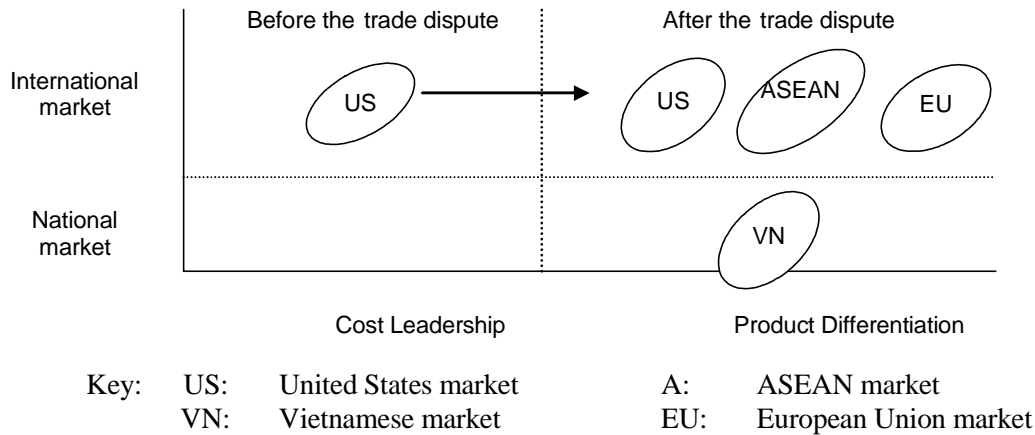 Before the trade dispute After the trade dispute
International market
US US ASEAN EU
National market
VN
Cost Leadership Product Differentiation
Key: US: United States market A: ASEAN market
VN: Vietnamese market EU: European Union market